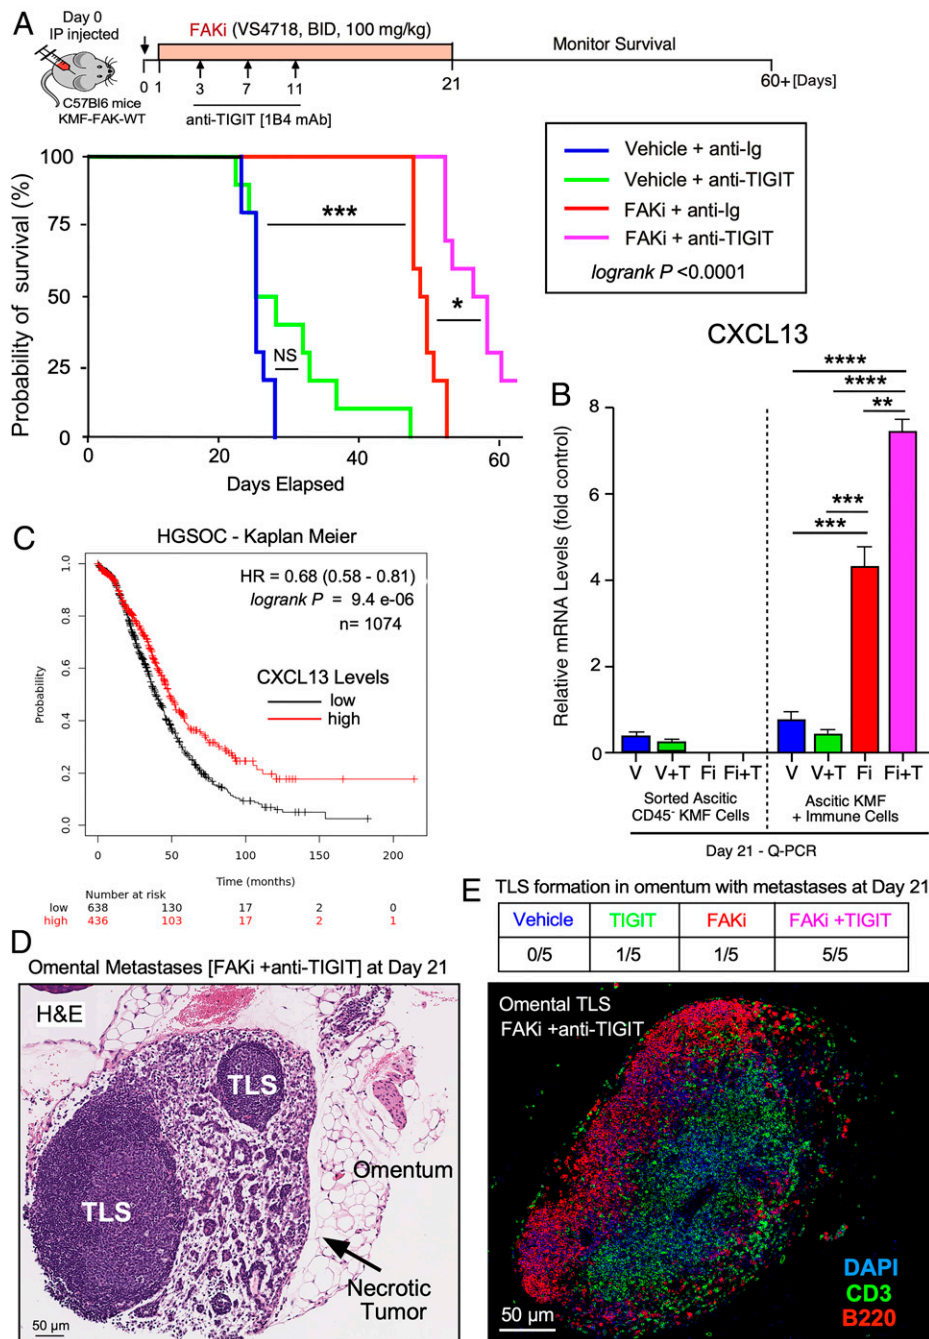 A
Day 0
IP injected
C57Bl6 mice
KMF-FAK-WT
FAKi (VS4718, BID, 100 mg/kg)
Monitor Survival
0 1 3 7 11 21 60+ [Days]
anti-TIGIT [1B4 mAb]
Probability of survival (%)
100
75
50
25
0
***
NS
*
0 20 40 60
Days Elapsed
Vehicle + anti-Ig
Vehicle + anti-TIGIT
FAKi + anti-Ig
FAKi + anti-TIGIT
logrank P <0.0001
B
CXCL13
Relative mRNA Levels (fold control)
8
6
4
2
0
****
****
**
***
***
V V+T Fi Fi+T V V+T Fi Fi+T
Sorted Ascitic
CD45- KMF Cells
Ascitic KMF
+ Immune Cells
Day 21 - Q-PCR
C
HGSOC - Kaplan Meier
HR = 0.68 (0.58 - 0.81)
logrank P = 9.4 e-06
n= 1074
CXCL13 Levels
low
high
Probability
1.0
0.8
0.6
0.4
0.2
0.0
0 50 100 150 200
Time (months)
Number at risk
low 638 130 17 2 0
high 436 103 17 2 1
D
Omental Metastases [FAKi +anti-TIGIT] at Day 21
H&E
TLS
TLS
Omentum
Necrotic
Tumor
50 µm
E
TLS formation in omentum with metastases at Day 21
Vehicle TIGIT FAKi FAKi +TIGIT
0/5 1/5 1/5 5/5
Omental TLS
FAKi +anti-TIGIT
DAPI
CD3
B220
50 µm